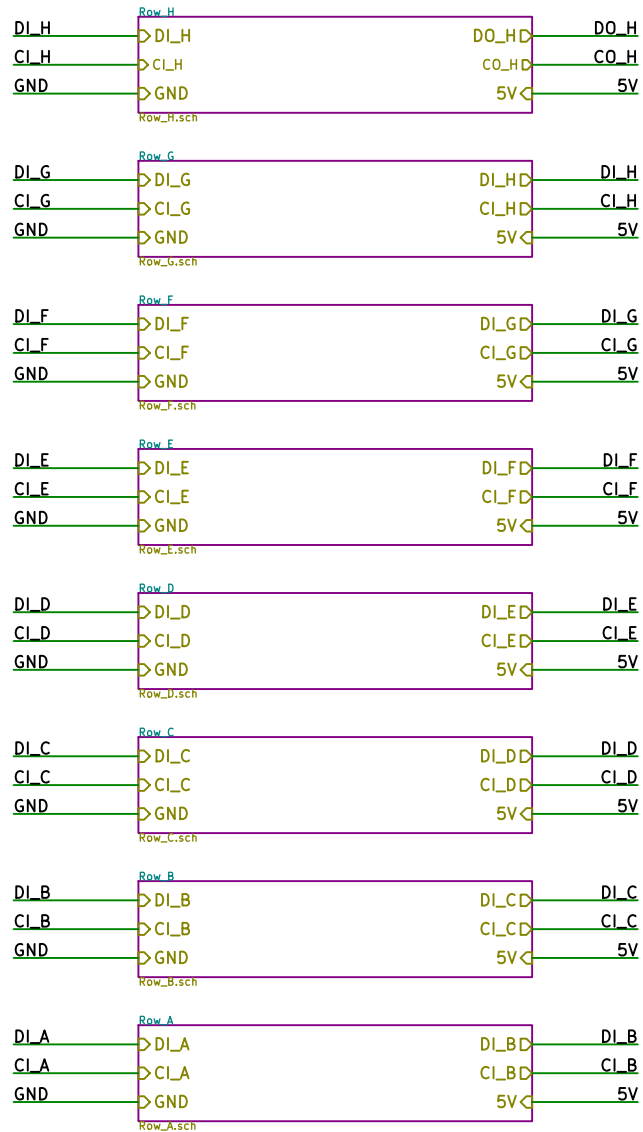 Row_H
DI_H DI_H DO_H DO_H
CI_H CI_H CO_H CO_H
GND GND 5V 5V
Row_H.sch
Row_G
DI_G DI_G DI_H DI_H
CI_G CI_G CI_H CI_H
GND GND 5V 5V
Row_G.sch
Row_F
DI_F DI_F DI_G DI_G
CI_F CI_F CI_G CI_G
GND GND 5V 5V
Row_F.sch
Row_E
DI_E DI_E DI_F DI_F
CI_E CI_E CI_F CI_F
GND GND 5V 5V
Row_E.sch
Row_D
DI_D DI_D DI_E DI_E
CI_D CI_D CI_E CI_E
GND GND 5V 5V
Row_D.sch
Row_C
DI_C DI_C DI_D DI_D
CI_C CI_C CI_D CI_D
GND GND 5V 5V
Row_C.sch
Row_B
DI_B DI_B DI_C DI_C
CI_B CI_B CI_C CI_C
GND GND 5V 5V
Row_B.sch
Row_A
DI_A DI_A DI_B DI_B
CI_A CI_A CI_B CI_B
GND GND 5V 5V
Row_A.sch